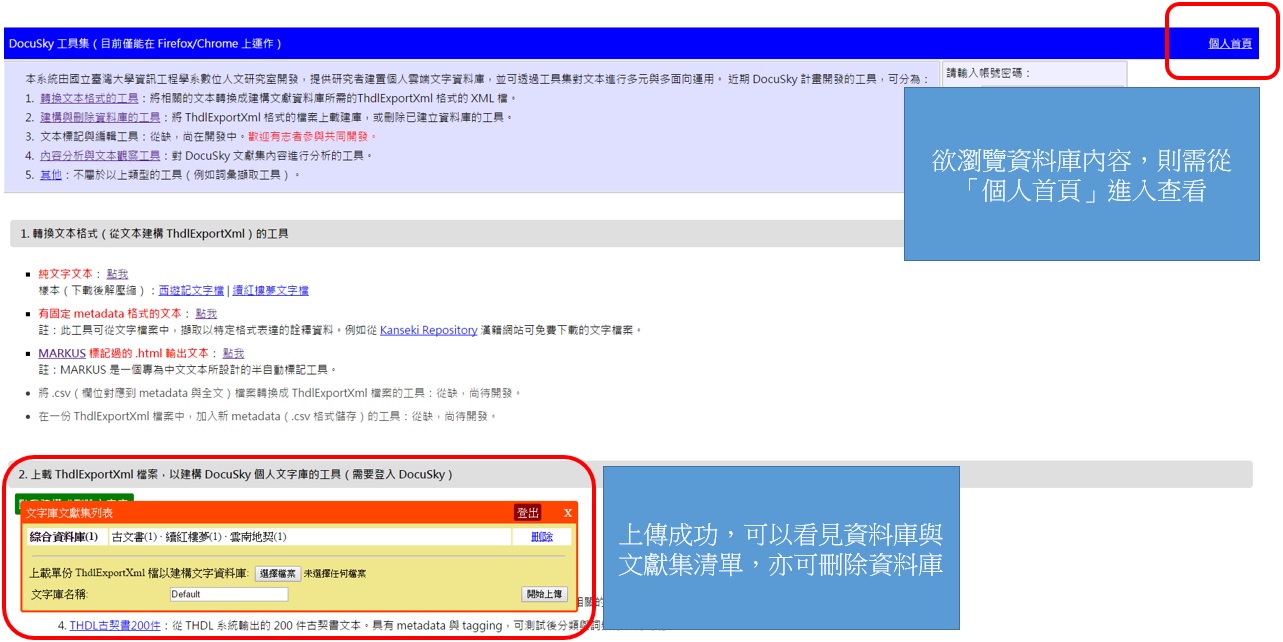 DocuSky 工具集 ( 目前僅能在 Firefox/Chrome 上運作 )
個人首頁
本系統由國立臺灣大學資訊工程學系數位人文研究室開發，提供研究者建置個人雲端文字資料庫，並可透過工具集對文本進行多元與多面向運用。 近期 DocuSky 計畫開發的工具，可分為：
1. 轉換文本格式的工具：將相關的文本轉換成建構文獻資料庫所需的ThdlExportXml 格式的 XML 檔。
2. 建構與刪除資料庫的工具：將 ThdlExportXml 格式的檔案上載建庫，或刪除已建立資料庫的工具。
3. 文本標記與編輯工具：從缺，尚在開發中。歡迎有志者參與共同開發。
4. 內容分析與文本觀察工具：對 DocuSky 文獻集內容進行分析的工具。
5. 其他：不屬於以上類型的工具 ( 例如詞彙擷取工具 ) 。
請輸入帳號密碼：
欲瀏覽資料庫內容，則需從
「個人首頁」進入查看
1. 轉換文本格式 ( 從文本建構 ThdlExportXml ) 的工具
純文字文本： 點我
樣本 ( 下載後解壓縮 ) ：西遊記文字檔 | 續紅樓夢文字檔
有固定 metadata 格式的文本： 點我
註：此工具可從文字檔案中，擷取以特定格式表達的詮釋資料。例如從 Kanseki Repository 漢籍網站可免費下載的文字檔案。
MARKUS 標記過的 .html 輸出文本： 點我
註：MARKUS 是一個專為中文文本所設計的半自動標記工具。
將 .csv ( 欄位對應到 metadata 與全文 ) 檔案轉換成 ThdlExportXml 檔案的工具：從缺，尚待開發。
在一份 ThdlExportXml 檔案中，加入新 metadata ( .csv 格式儲存 ) 的工具：從缺，尚待開發。
2. 上載 ThdlExportXml 檔案，以建構 DocuSky 個人文字庫的工具 ( 需要登入 DocuSky )
文字庫文獻集列表 登出 X
綜合資料庫(1) 古文書(1)· 續紅樓夢(1)· 雲南地契(1) 刪除
上載單份 ThdlExportXml 檔以建構文字資料庫: 選擇檔案 未選擇任何檔案
文字庫名稱: Default 開始上傳
上傳成功，可以看見資料庫與
文獻集清單，亦可刪除資料庫
相關的
4. THDL古契書200件：從 THDL 系統輸出的 200 件古契書文本。具有 metadata 與 tagging，可測試後分類與詞